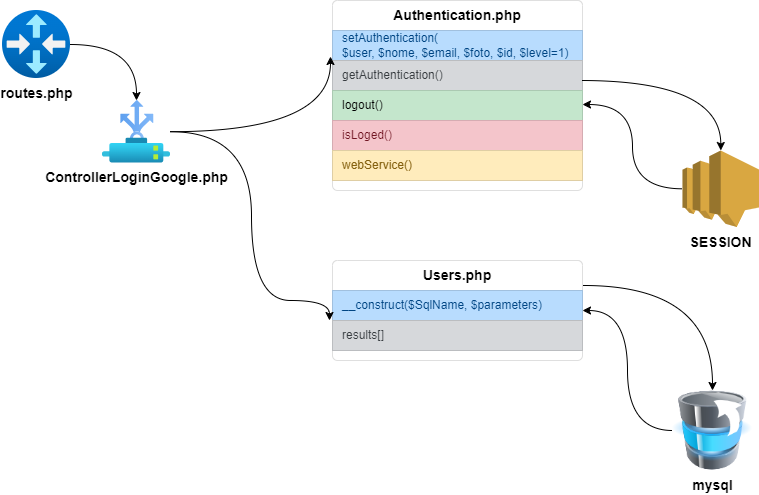 Authentication.php
setAuthentication(
$user, $nome, $email, $foto, $id, $level=1)
getAuthentication()
logout()
isLoged()
webService()
routes.php
ControllerLoginGoogle.php
SESSION
Users.php
__construct($SqlName, $parameters)
results[]
mysql